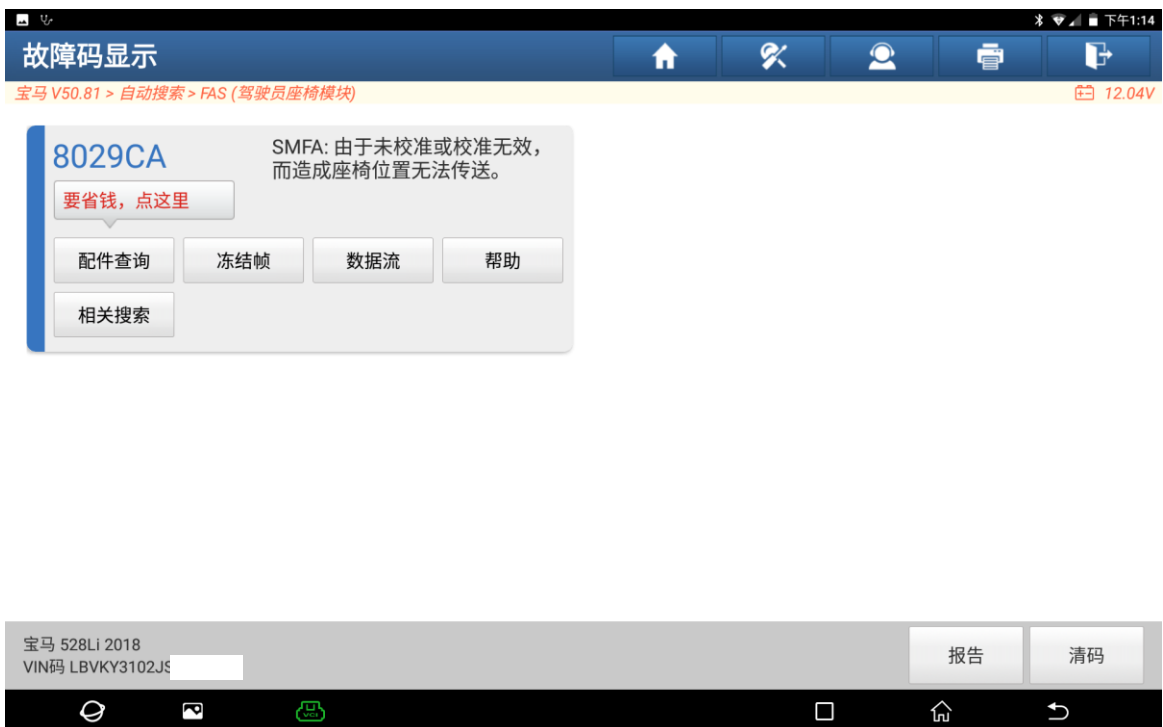 下午1:14
故障码显示
宝马 V50.81 > 自动搜索 > FAS (驾驶员座椅模块)
12.04V
8029CA
SMFA: 由于未校准或校准无效，
而造成座椅位置无法传送。
要省钱，点这里
配件查询
冻结帧
数据流
帮助
相关搜索
宝马 528Li 2018
VIN码 LBVKY3102JS
报告
清码
VCI